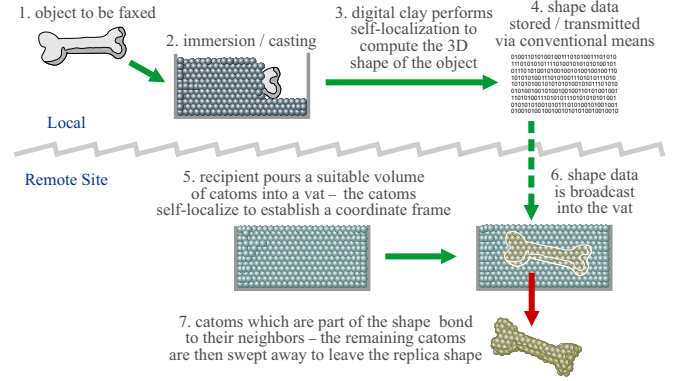 1. object to be faxed
2. immersion / casting
3. digital clay performs
self-localization to
compute the 3D
shape of the object
4. shape data
stored / transmitted
via conventional means
Local
Remote Site
5. recipient pours a suitable volume
of catoms into a vat – the catoms
self-localize to establish a coordinate frame
6. shape data
is broadcast
into the vat
7. catoms which are part of the shape bond
to their neighbors – the remaining catoms
are then swept away to leave the replica shape